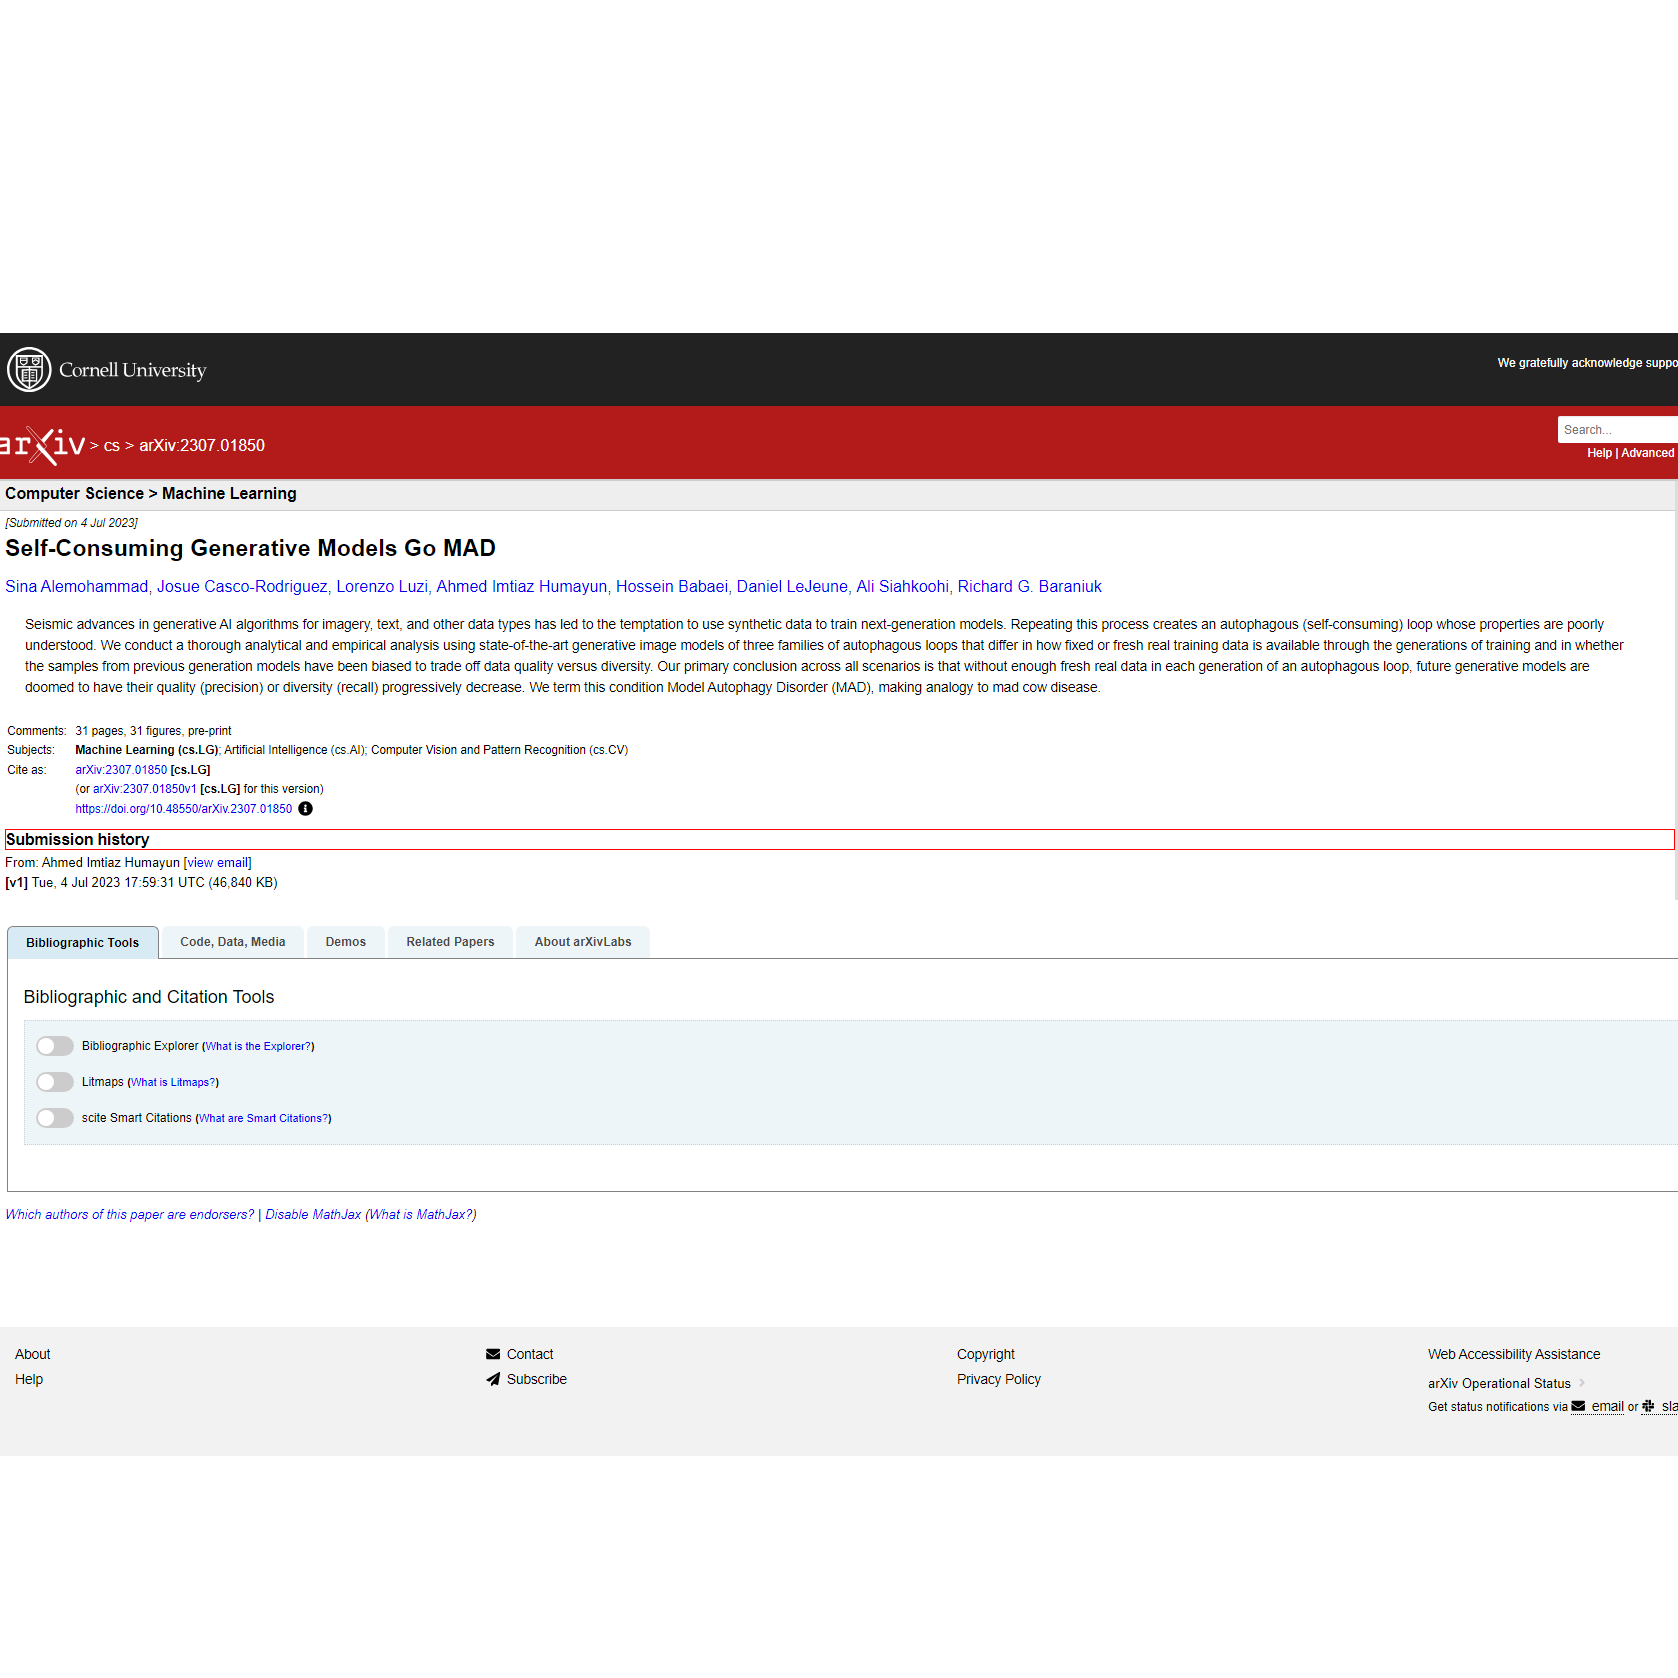 Cornell University
We gratefully acknowledge suppo
arXiv > cs > arXiv:2307.01850
Search...
Help | Advanced
Computer Science > Machine Learning
[Submitted on 4 Jul 2023]
Self-Consuming Generative Models Go MAD
Sina Alemohammad, Josue Casco-Rodriguez, Lorenzo Luzi, Ahmed Imtiaz Humayun, Hossein Babaei, Daniel LeJeune, Ali Siahkoohi, Richard G. Baraniuk
Seismic advances in generative AI algorithms for imagery, text, and other data types has led to the temptation to use synthetic data to train next-generation models. Repeating this process creates an autophagous (self-consuming) loop whose properties are poorly
understood. We conduct a thorough analytical and empirical analysis using state-of-the-art generative image models of three families of autophagous loops that differ in how fixed or fresh real training data is available through the generations of training and in whether
the samples from previous generation models have been biased to trade off data quality versus diversity. Our primary conclusion across all scenarios is that without enough fresh real data in each generation of an autophagous loop, future generative models are
doomed to have their quality (precision) or diversity (recall) progressively decrease. We term this condition Model Autophagy Disorder (MAD), making analogy to mad cow disease.
Comments: 31 pages, 31 figures, pre-print
Subjects: Machine Learning (cs.LG); Artificial Intelligence (cs.AI); Computer Vision and Pattern Recognition (cs.CV)
Cite as: arXiv:2307.01850 [cs.LG]
(or arXiv:2307.01850v1 [cs.LG] for this version)
https://doi.org/10.48550/arXiv.2307.01850
Submission history
From: Ahmed Imtiaz Humayun [view email]
[v1] Tue, 4 Jul 2023 17:59:31 UTC (46,840 KB)
Bibliographic Tools Code, Data, Media Demos Related Papers About arXivLabs
Bibliographic and Citation Tools
Bibliographic Explorer (What is the Explorer?)
Litmaps (What is Litmaps?)
scite Smart Citations (What are Smart Citations?)
Which authors of this paper are endorsers? | Disable MathJax (What is MathJax?)
About
Help
Contact
Subscribe
Copyright
Privacy Policy
Web Accessibility Assistance
arXiv Operational Status
Get status notifications via email or sla